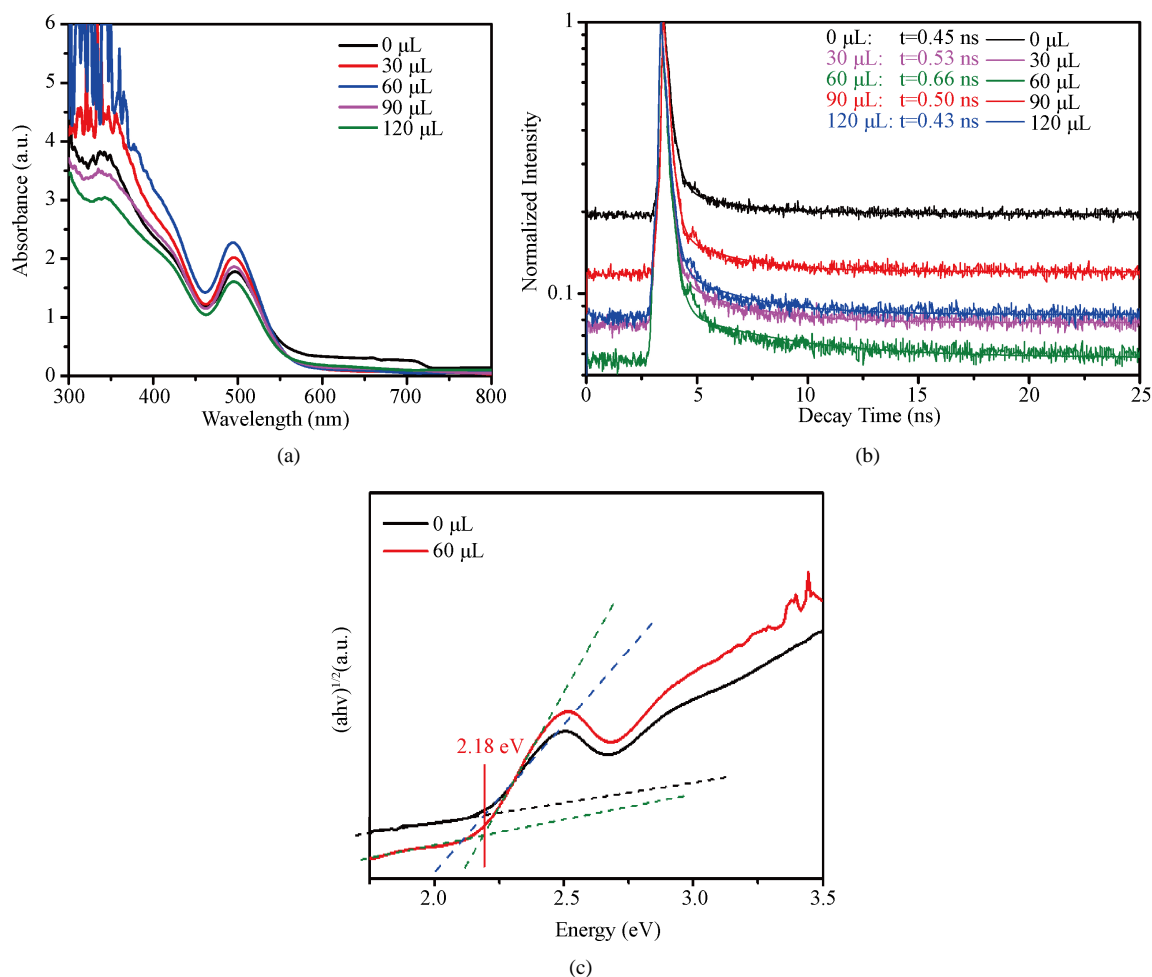 6
5
4
3
2
1
0
Absorbance (a.u.)
0 μL
30 μL
60 μL
90 μL
120 μL
300 400 500 600 700 800
Wavelength (nm)
(a)
1
0.1
Normalized Intensity
0 μL: t=0.45 ns 0 μL
30 μL: t=0.53 ns 30 μL
60 μL: t=0.66 ns 60 μL
90 μL: t=0.50 ns 90 μL
120 μL: t=0.43 ns 120 μL
0 5 10 15 20 25
Decay Time (ns)
(b)
(ahv)1/2(a.u.)
0 μL
60 μL
2.18 eV
2.0 2.5 3.0 3.5
Energy (eV)
(c)